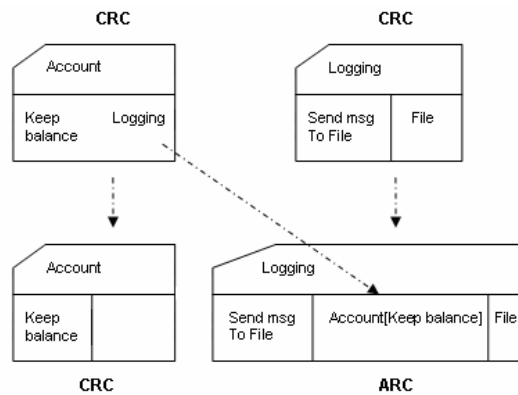 CRC
CRC
Account
Logging
Keep balance
Logging
Send msg To File
File
Account
Logging
Keep balance
Send msg To File
Account[Keep balance]
File
CRC
ARC